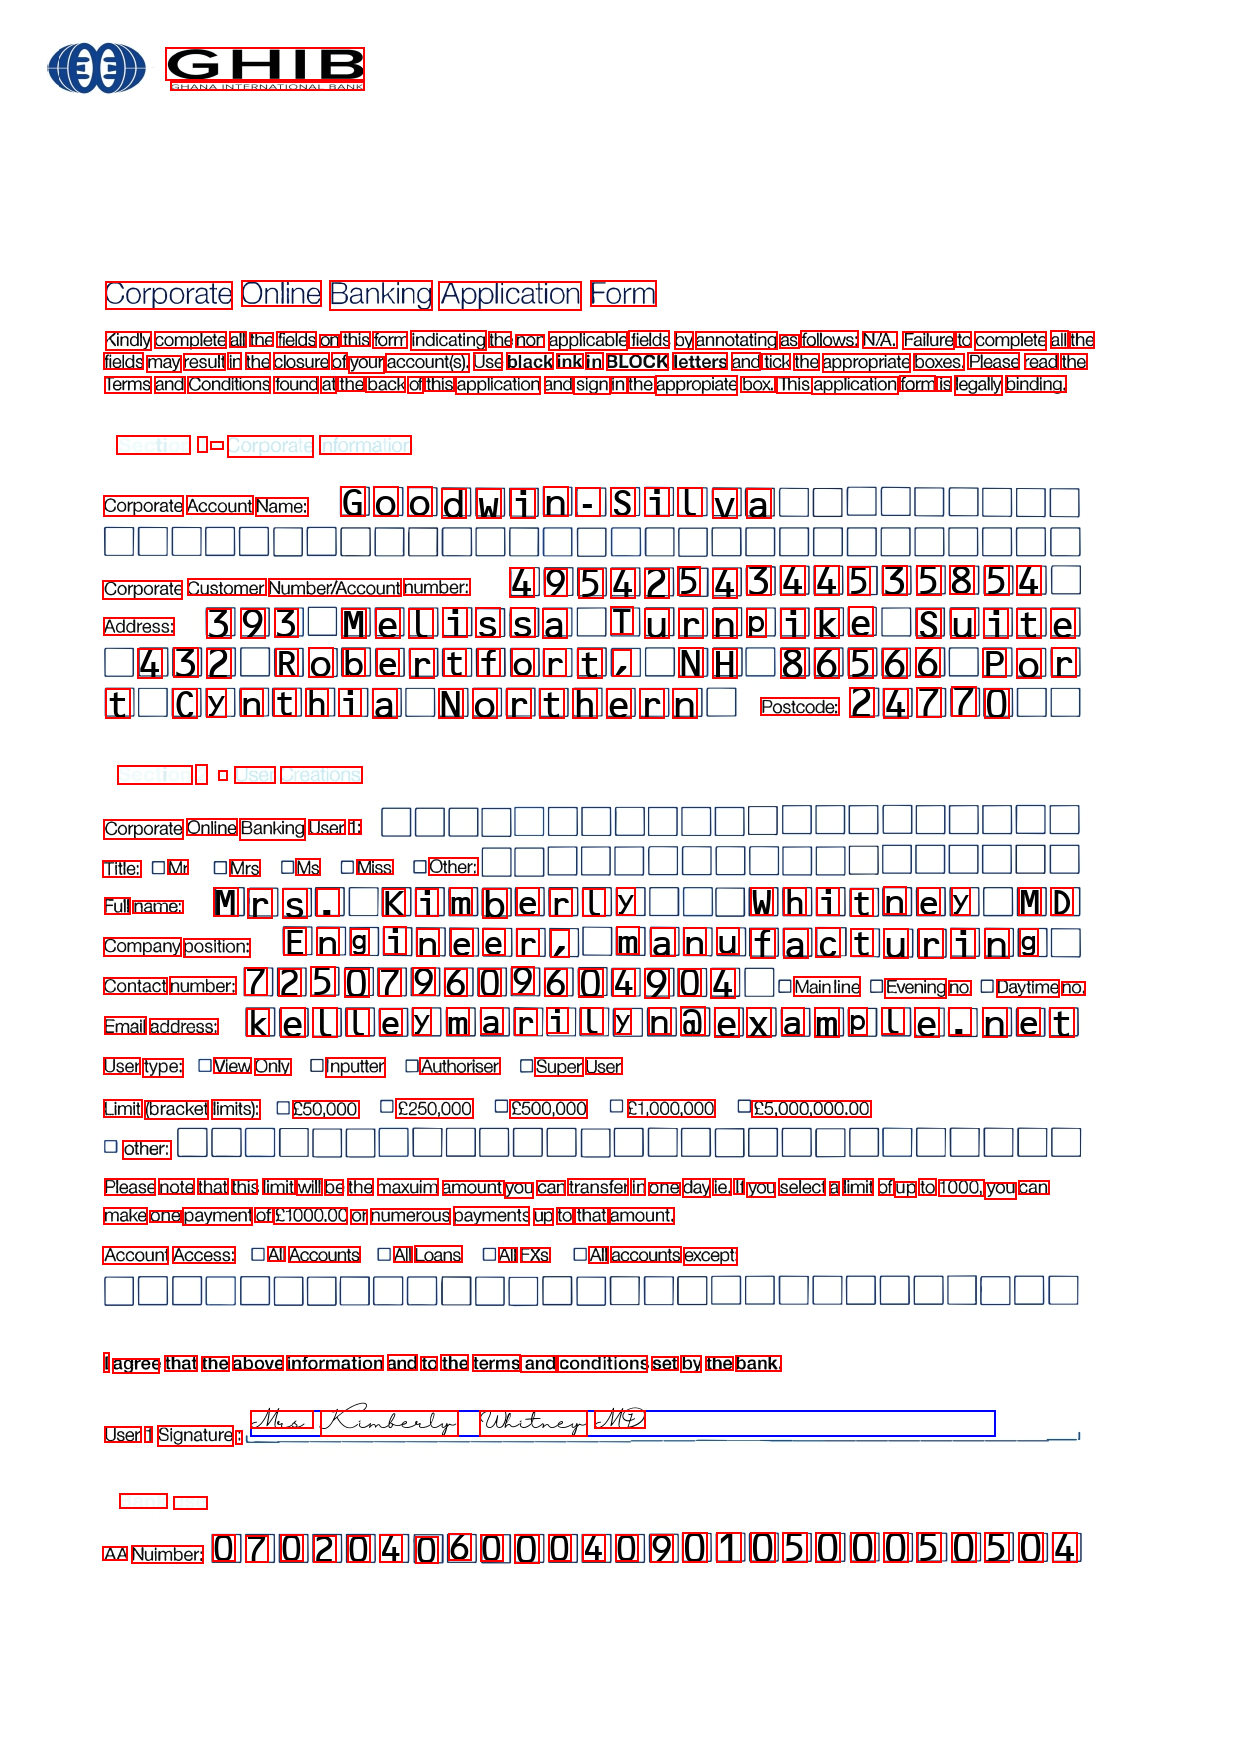 GHIB
GHANA INTERNATIONAL BANK
Corporate Online Banking Application Form
Kindly complete all the fields on this form indicating the non applicable fields by annotating as follows: N/A. Failure to complete all the
fields may result in the closure of your account(s). Use black ink in BLOCK letters and tick the appropriate boxes. Please read the
Terms and Conditions found at the back of this application and sign in the appropiate box. This application form is legally binding.
Section - Corporate Information
Corporate Account Name: Goodwin-Silva
Corporate Customer Number/Account number: 4954254344535854
Address: 393 Melissa Turnpike Suite
432 Robertfort, NH 86566 Por
t Cynthia Northern Postcode: 24770
Section - User Creations
Corporate Online Banking User 1:
Title: Mr Mrs Ms Miss Other:
Full name: Mrs. Kimberly Whitney MD
Company position: Engineer, manufacturing
Contact number: 725079609604904 Main line Evening no Daytime no.
Email address: kelleymarilyn@example.net
User type: View Only Inputter Authoriser Super User
Limit (bracket limits): £50,000 £250,000 £500,000 £1,000,000 £5,000,000.00
other:
Please note that this limit will be the maxuim amount you can transfer in one day ie. If you select a limit of up to 1000, you can
make one payment of £1000.00 or numerous payments up to that amount.
Account Access: All Accounts All Loans All FXs All accounts except
I agree that the above information and to the terms and conditions set by the bank.
User 1 Signature : Mrs Kimberly Whitney MD
AA Nuimber: 07020406000409010500050504